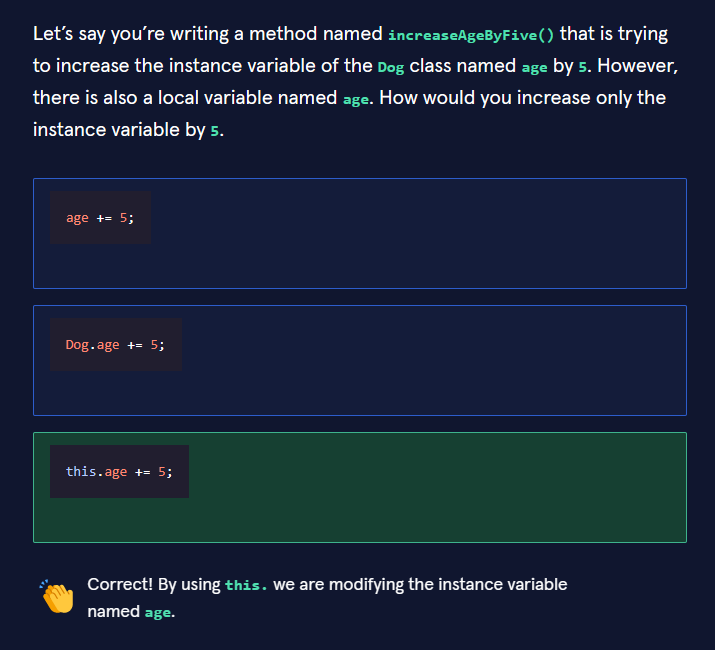 Let’s say you’re writing a method named increaseAgeByFive() that is trying
to increase the instance variable of the Dog class named age by 5. However,
there is also a local variable named age. How would you increase only the
instance variable by 5.
age += 5;
Dog.age += 5;
this.age += 5;
Correct! By using this. we are modifying the instance variable
named age.